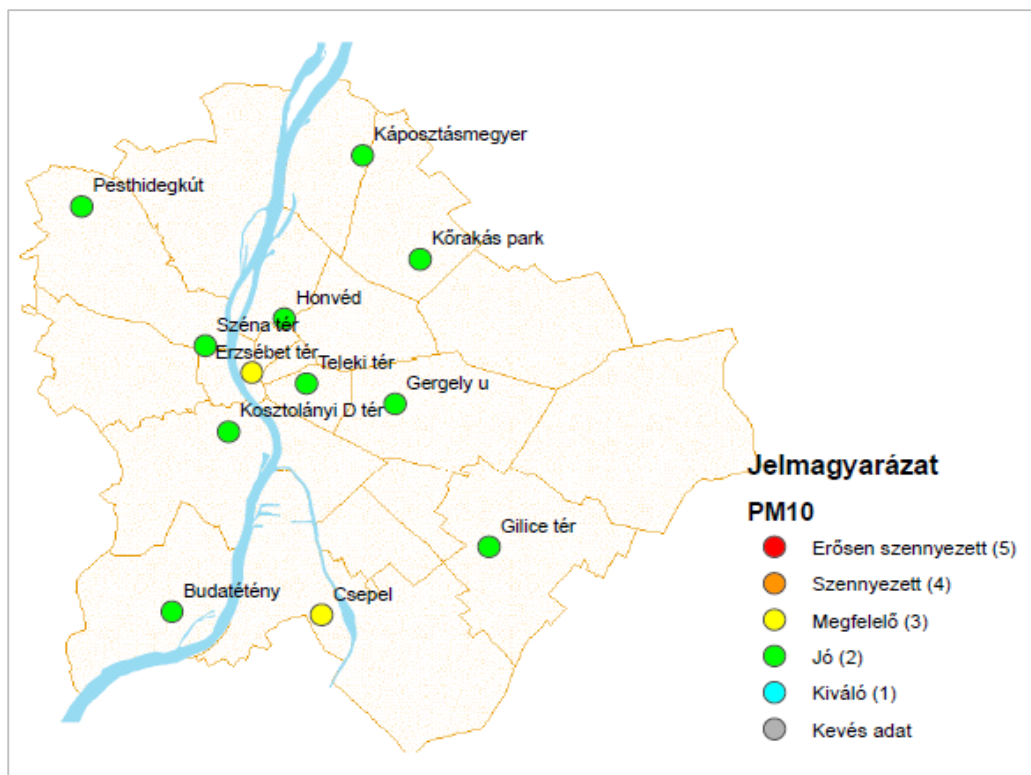 Káposztásmegyer
Pesthidegkút
Kőrakás park
Honvéd
Széna tér
Erzsébet tér
Teleki tér
Gergely u
Kosztolányi D tér
Gilice tér
Budatétény
Csepel
Jelmagyarázat
PM10
Erősen szennyezett (5)
Szennyezett (4)
Megfelelő (3)
Jó (2)
Kiváló (1)
Kevés adat